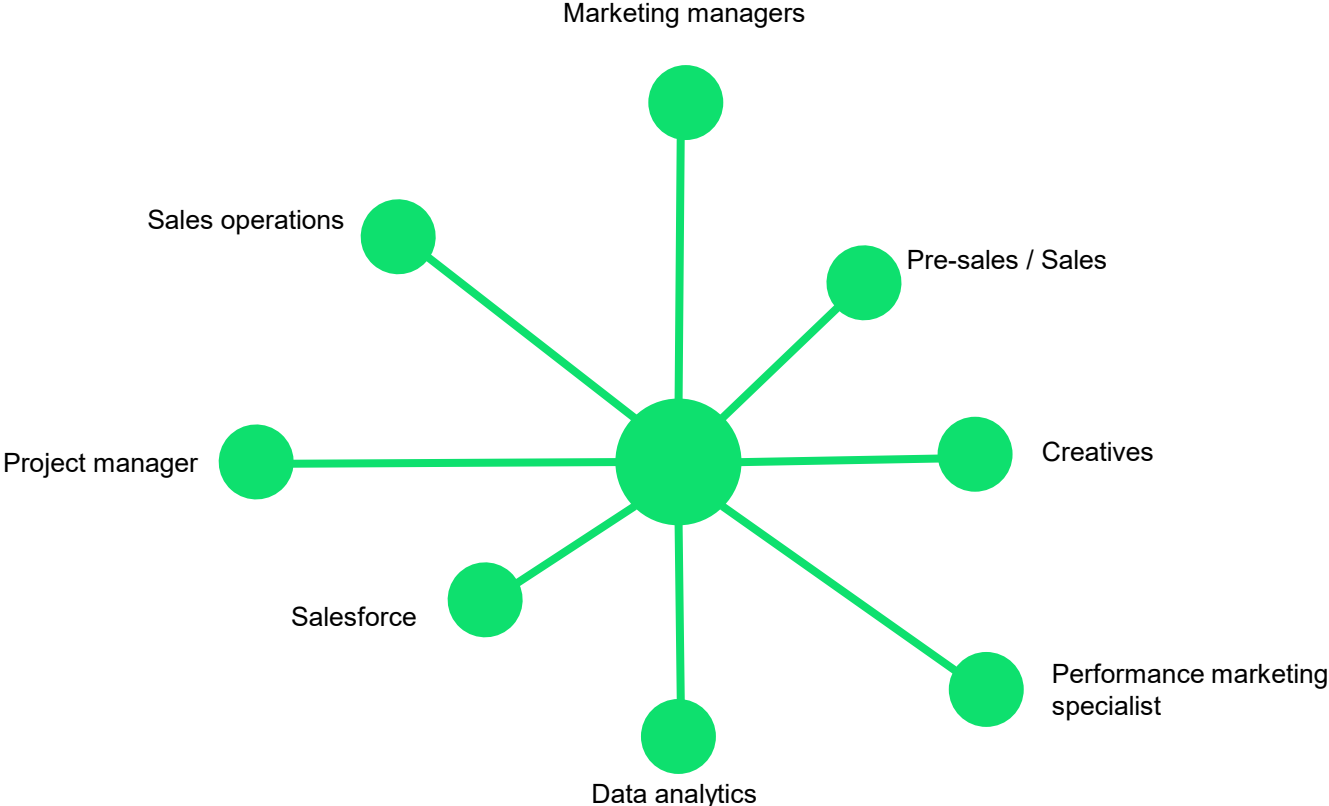 Marketing managers
Sales operations
Pre-sales / Sales
Project manager
Creatives
Salesforce
Performance marketing
specialist
Data analytics